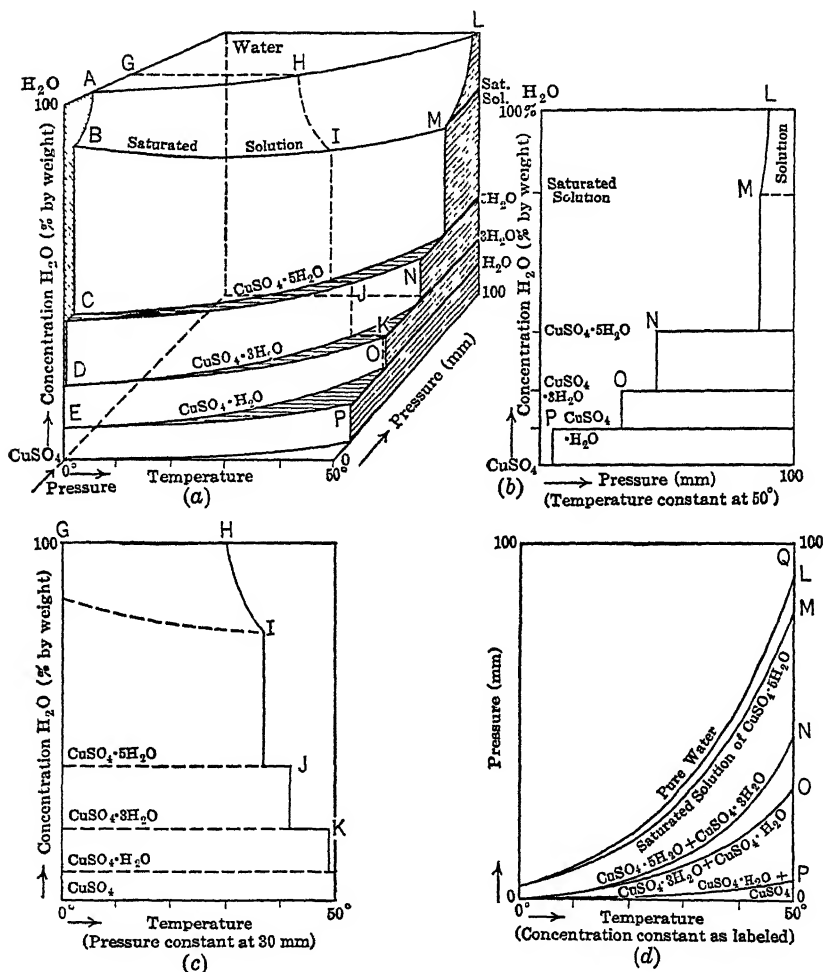 L
Water
G
H
H₂O
A
100
B
Saturated
Solution
I
M
Sat.
Sol.
H₂O
3H₂O
H₂O
100
Concentration H₂O (% by weight)
CuSO₄•5H₂O
N
J
C
K
CuSO₄•3H₂O
O
D
CuSO₄•H₂O
E
P
Pressure (mm)
CuSO₄
0°
Temperature
50°
0
Pressure
(a)
H₂O
100%
L
Solution
Saturated
Solution
M
Concentration H₂O (% by weight)
CuSO₄•5H₂O
N
CuSO₄
•3H₂O
O
P
CuSO₄
•H₂O
CuSO₄
100
(b)
Pressure (mm)
(Temperature constant at 50°)
G
H
100
Concentration H₂O (% by weight)
I
CuSO₄•5H₂O
J
CuSO₄•3H₂O
K
CuSO₄•H₂O
CuSO₄
0°
50°
Temperature
(Pressure constant at 30 mm)
(c)
100
100
Q
L
M
Pressure (mm)
Pure Water
Saturated Solution of CuSO₄•5H₂O
N
CuSO₄•5H₂O+CuSO₄•3H₂O
O
CuSO₄•3H₂O+CuSO₄•H₂O
P
CuSO₄•H₂O +
CuSO₄
0
0
0°
50°
Temperature
(Concentration constant as labeled)
(d)